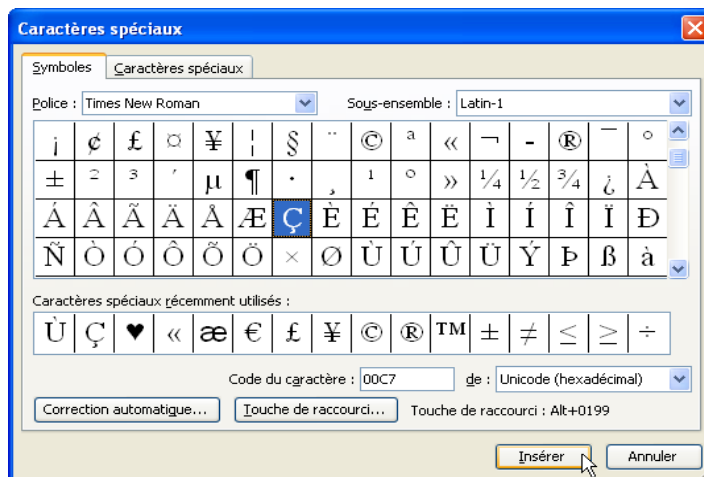 Caractères spéciaux
Symboles Caractères spéciaux
Police : Times New Roman Sous-ensemble : Latin-1
¡ ¢ £ ¤ ¥ ¦ § ¨ © ª « ¬ - ® ¯ °
± ² ³ ´ µ ¶ · ¸ ¹ º » ¼ ½ ¾ ¿ À
Á Â Ã Ä Å Æ Ç È É Ê Ë Ì Í Î Ï Ð
Ñ Ò Ó Ô Õ Ö × Ø Ù Ú Û Ü Ý Þ ß à
Caractères spéciaux récemment utilisés :
Ù Ç ♥ « æ € £ ¥ © ® ™ ± ≠ ≤ ≥ ÷
Code du caractère : 00C7 de : Unicode (hexadécimal)
Correction automatique... Touche de raccourci... Touche de raccourci : Alt+0199
Insérer Annuler